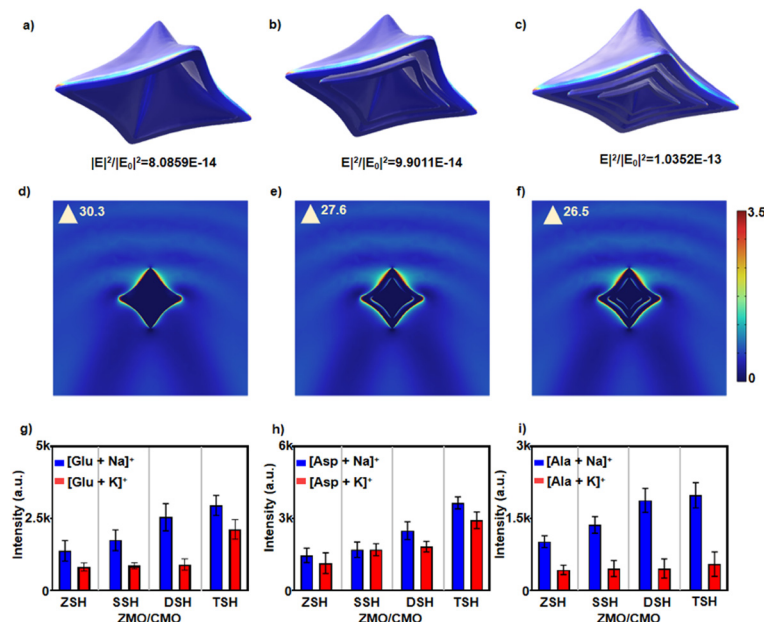 a)
b)
c)
|E|²/|E₀|²=8.0859E-14
E|²/|E₀|²=9.9011E-14
E|²/|E₀|²=1.0352E-13
d)
e)
f)
30.3
27.6
26.5
3.5
0
g)
h)
i)
5k
2.5k
0
Intensity (a.u.)
[Glu + Na]⁺
[Glu + K]⁺
ZSH SSH DSH TSH
ZMO/CMO
6k
3k
0
Intensity (a.u.)
[Asp + Na]⁺
[Asp + K]⁺
ZSH SSH DSH TSH
ZMO/CMO
3k
1.5k
0
Intensity (a.u.)
[Ala + Na]⁺
[Ala + K]⁺
ZSH SSH DSH TSH
ZMO/CMO